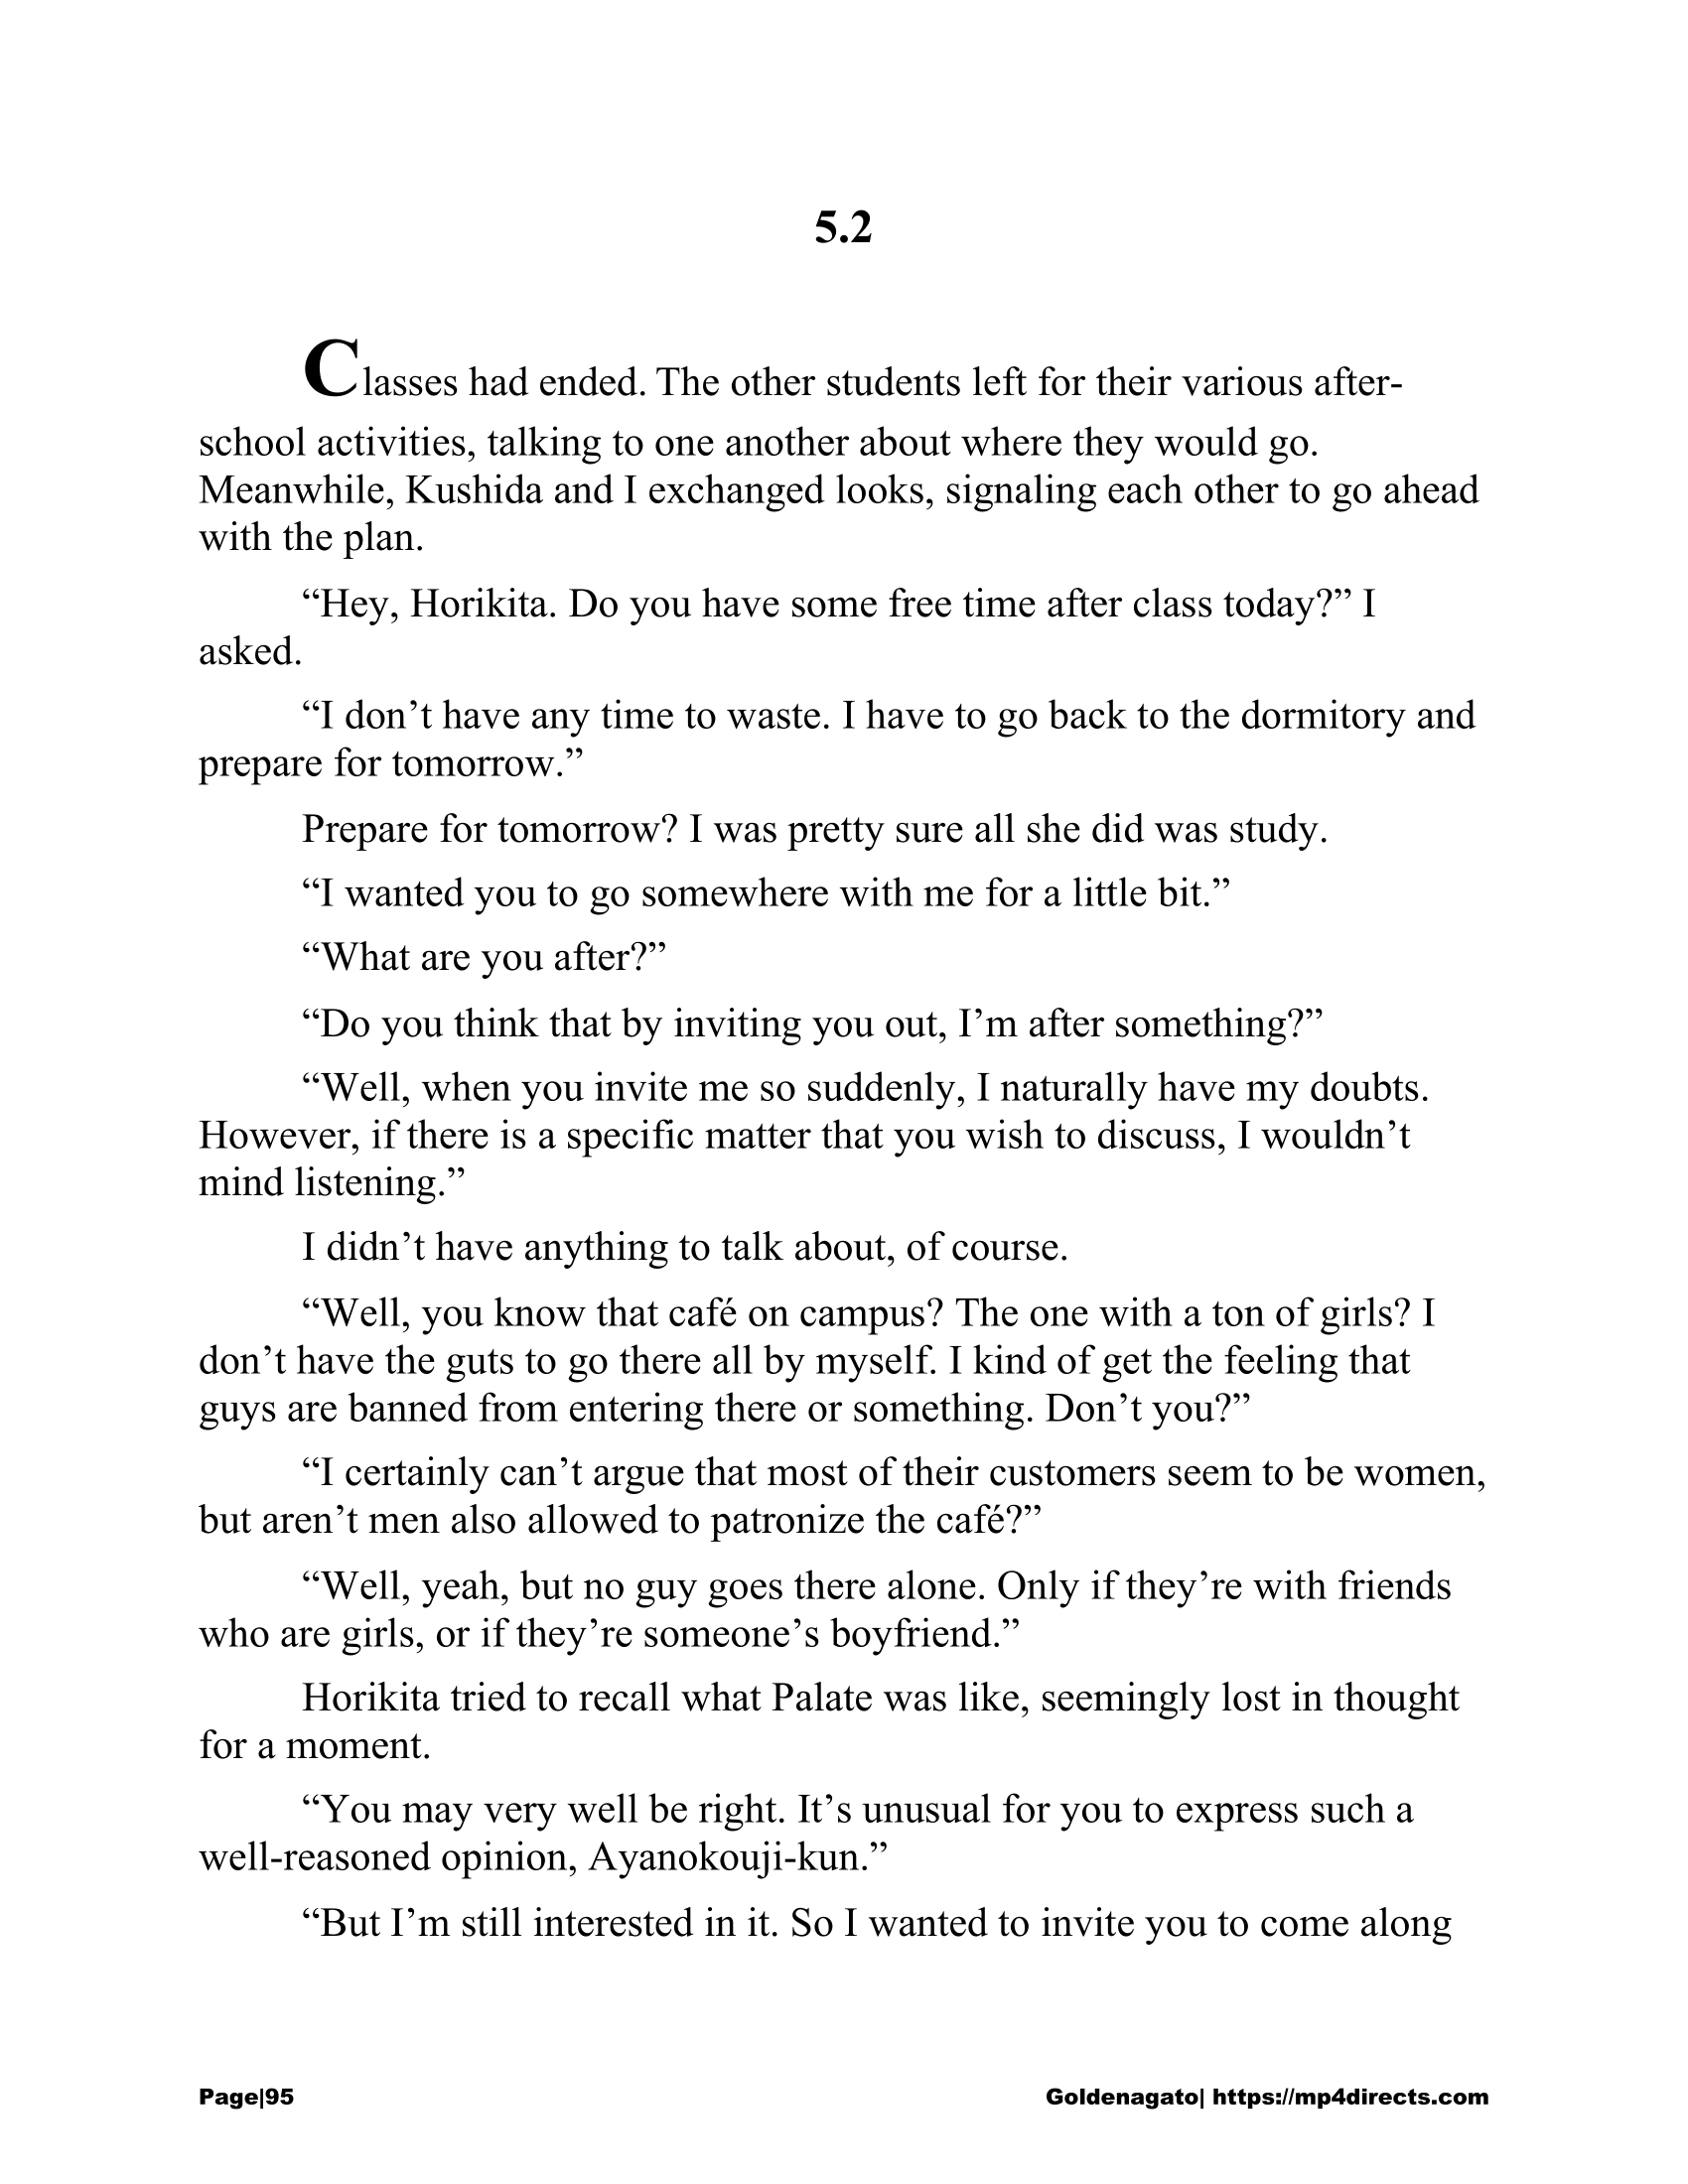 5.2
Classes had ended. The other students left for their various after-
school activities, talking to one another about where they would go.
Meanwhile, Kushida and I exchanged looks, signaling each other to go ahead
with the plan.
“Hey, Horikita. Do you have some free time after class today?” I
asked.
“I don’t have any time to waste. I have to go back to the dormitory and
prepare for tomorrow.”
Prepare for tomorrow? I was pretty sure all she did was study.
“I wanted you to go somewhere with me for a little bit.”
“What are you after?”
“Do you think that by inviting you out, I’m after something?”
“Well, when you invite me so suddenly, I naturally have my doubts.
However, if there is a specific matter that you wish to discuss, I wouldn’t
mind listening.”
I didn’t have anything to talk about, of course.
“Well, you know that café on campus? The one with a ton of girls? I
don’t have the guts to go there all by myself. I kind of get the feeling that
guys are banned from entering there or something. Don’t you?”
“I certainly can’t argue that most of their customers seem to be women,
but aren’t men also allowed to patronize the café?”
“Well, yeah, but no guy goes there alone. Only if they’re with friends
who are girls, or if they’re someone’s boyfriend.”
Horikita tried to recall what Palate was like, seemingly lost in thought
for a moment.
“You may very well be right. It’s unusual for you to express such a
well-reasoned opinion, Ayanokouji-kun.”
“But I’m still interested in it. So I wanted to invite you to come along
Page|95 Goldenagato| https://mp4directs.com